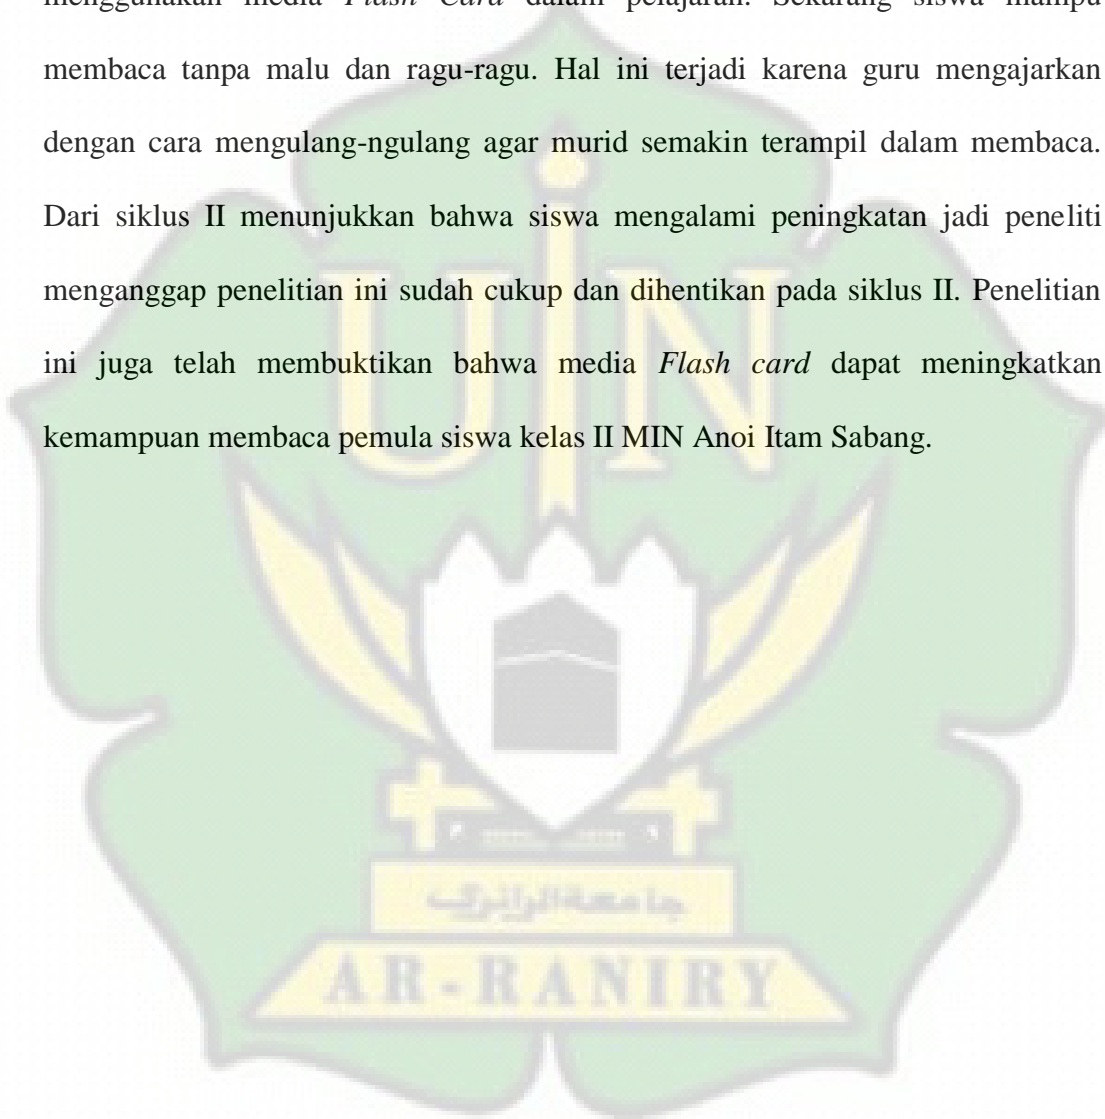 menggunakan media Flash Card dalam pelajaran. Sekarang siswa mampu
membaca tanpa malu dan ragu-ragu. Hal ini terjadi karena guru mengajarkan
dengan cara mengulang-ngulang agar murid semakin terampil dalam membaca.
Dari siklus II menunjukkan bahwa siswa mengalami peningkatan jadi peneliti
menganggap penelitian ini sudah cukup dan dihentikan pada siklus II. Penelitian
ini juga telah membuktikan bahwa media Flash card dapat meningkatkan
kemampuan membaca pemula siswa kelas II MIN Anoi Itam Sabang.
UIN
جامعة الرانري
AR-RANIRY